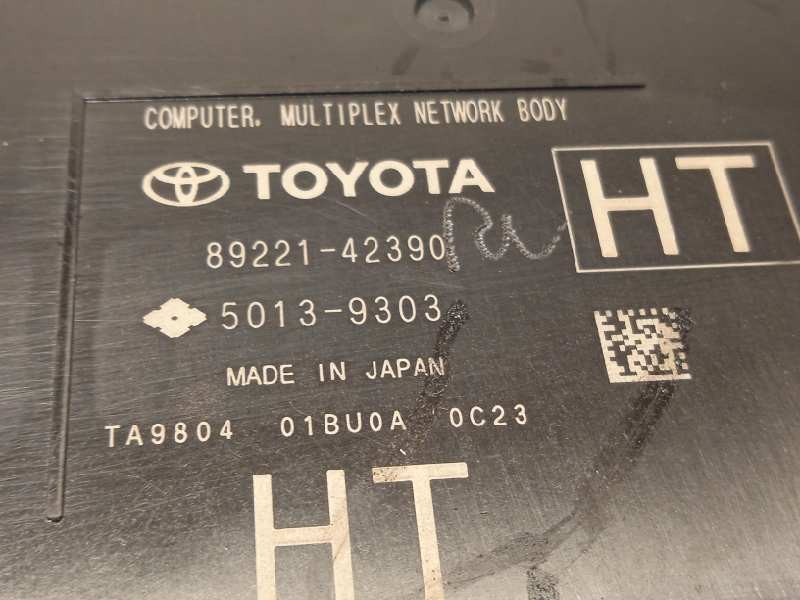 COMPUTER, MULTIPLEX NETWORK BODY
TOYOTA
HT
89221-42390
5013-9303
MADE IN JAPAN
TA9804 01BU0A 0C23
HT